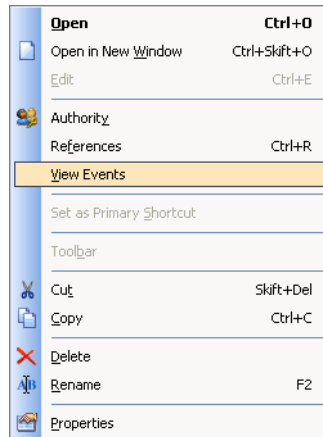 Open Ctrl+O
Open in New Window Ctrl+Skift+O
Edit Ctrl+E
Authority
References Ctrl+R
View Events
Set as Primary Shortcut
Toolbar
Cut Skift+Del
Copy Ctrl+C
Delete
Rename F2
Properties